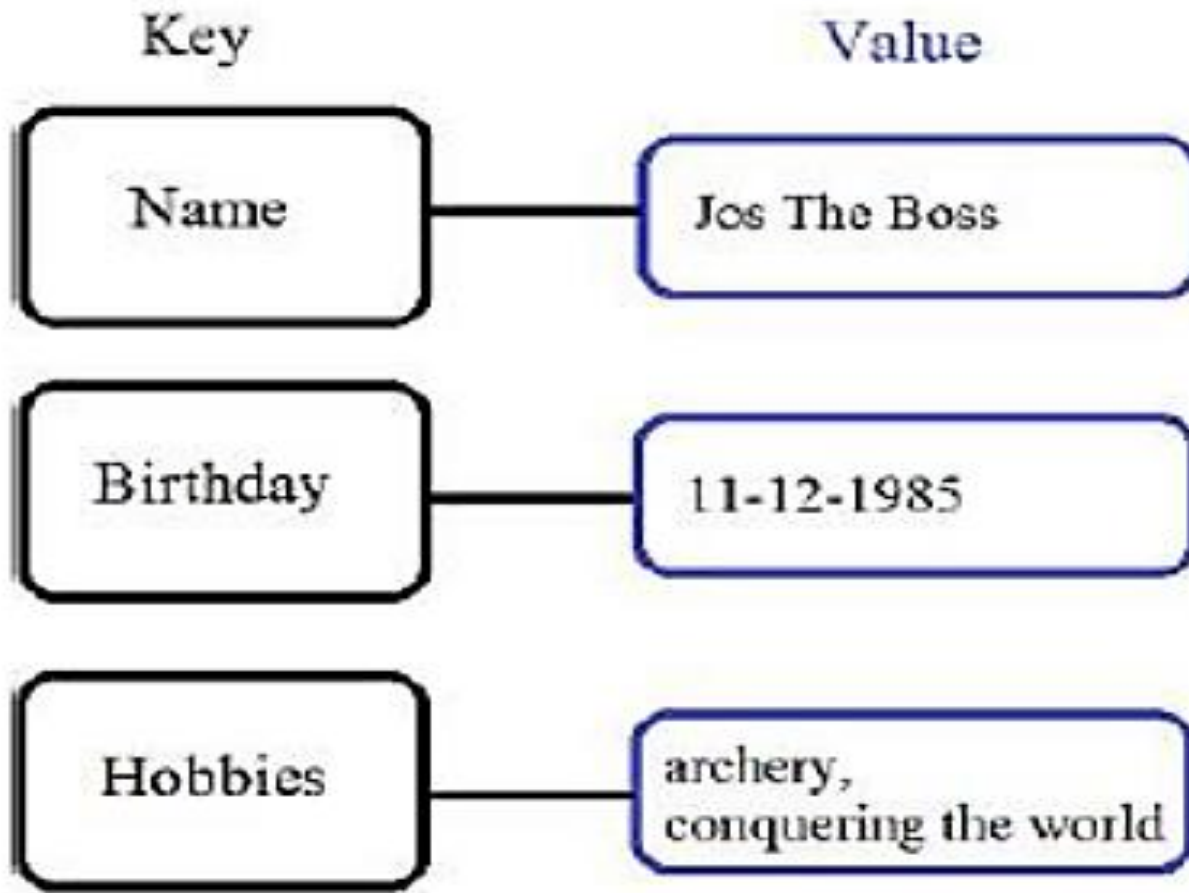 Key
Value
Name
Jos The Boss
Birthday
11-12-1985
Hobbies
archery,
conquering the world